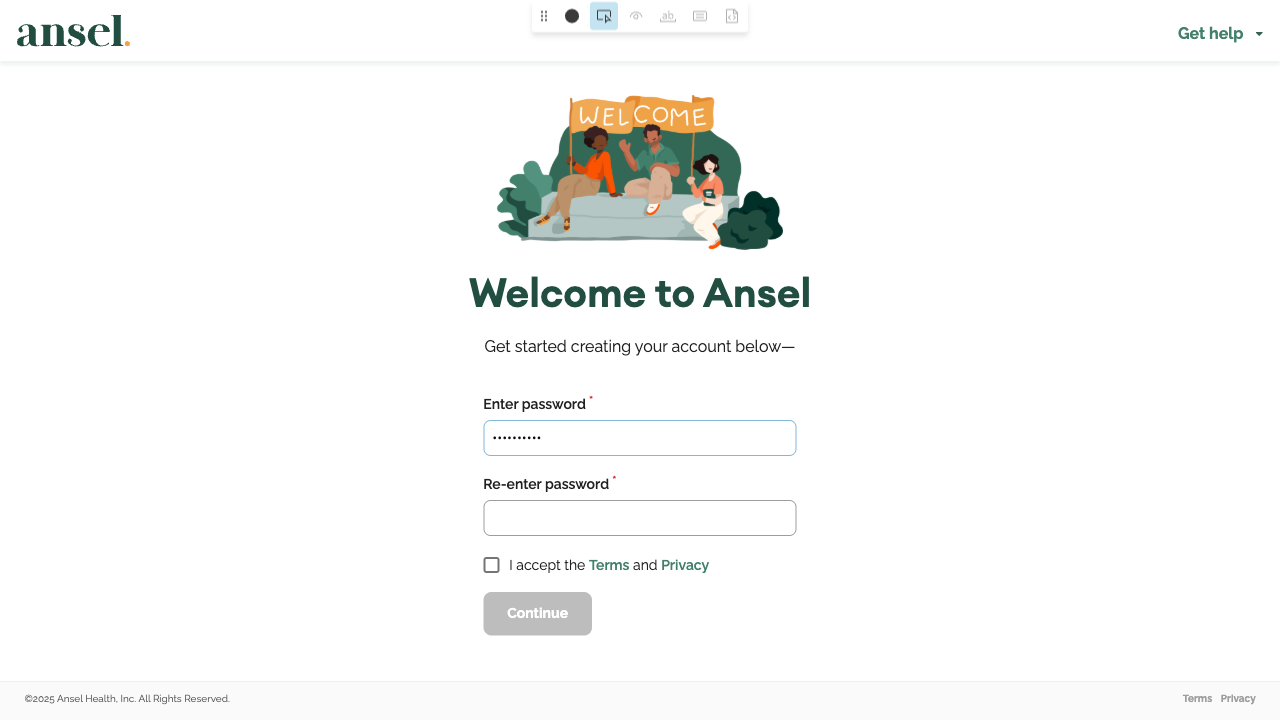 ansel.
ab
Get help
WELCOME
Welcome to Ansel
Get started creating your account below—
Enter password *
••••••••••
Re-enter password *
I accept the Terms and Privacy
Continue
©2025 Ansel Health, Inc. All Rights Reserved.
Terms Privacy